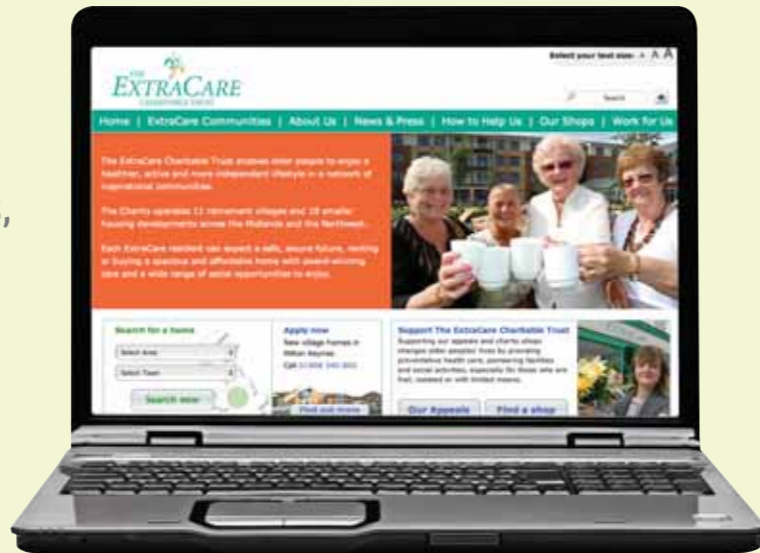 Select your text size: A A A
THE
EXTRACARE
CHARITABLE TRUST
Search
Home | ExtraCare Communities | About Us | News & Press | How to Help Us | Our Shops | Work for Us
The ExtraCare Charitable Trust enables older people to enjoy a
healthier, active and more independent lifestyle in a network of
inspirational communities.
The Charity operates 11 retirement villages and 18 smaller
housing developments across the Midlands and the Northwest.
Each ExtraCare resident can expect a safe, secure future, renting
or buying a spacious and affordable home with award-winning
care and a wide range of social opportunities to enjoy.
Search for a home
Select Area
Select Town
Search now
Apply now
New village homes in
Milton Keynes
Call
Find out more
Support The ExtraCare Charitable Trust
Supporting our appeals and charity shops
changes older peoples' lives by providing
preventative health care, pioneering facilities
and social activities, especially for those who are
frail, isolated or with limited means.
Our Appeals
Find a shop